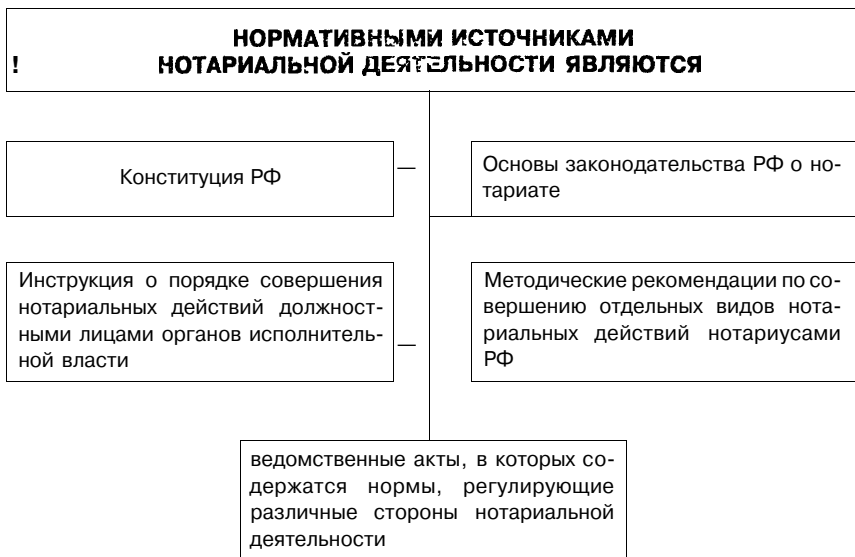 НОРМАТИВНЫМИ ИСТОЧНИКАМИ
! НОТАРИАЛЬНОЙ ДЕЯТЕЛЬНОСТИ ЯВЛЯЮТСЯ
Конституция РФ
Основы законодательства РФ о но-
тариате
Инструкция о порядке совершения
нотариальных действий должност-
ными лицами органов исполнитель-
ной власти
Методические рекомендации по со-
вершению отдельных видов нота-
риальных действий нотариусами
РФ
ведомственные акты, в которых со-
держатся нормы, регулирующие
различные стороны нотариальной
деятельности